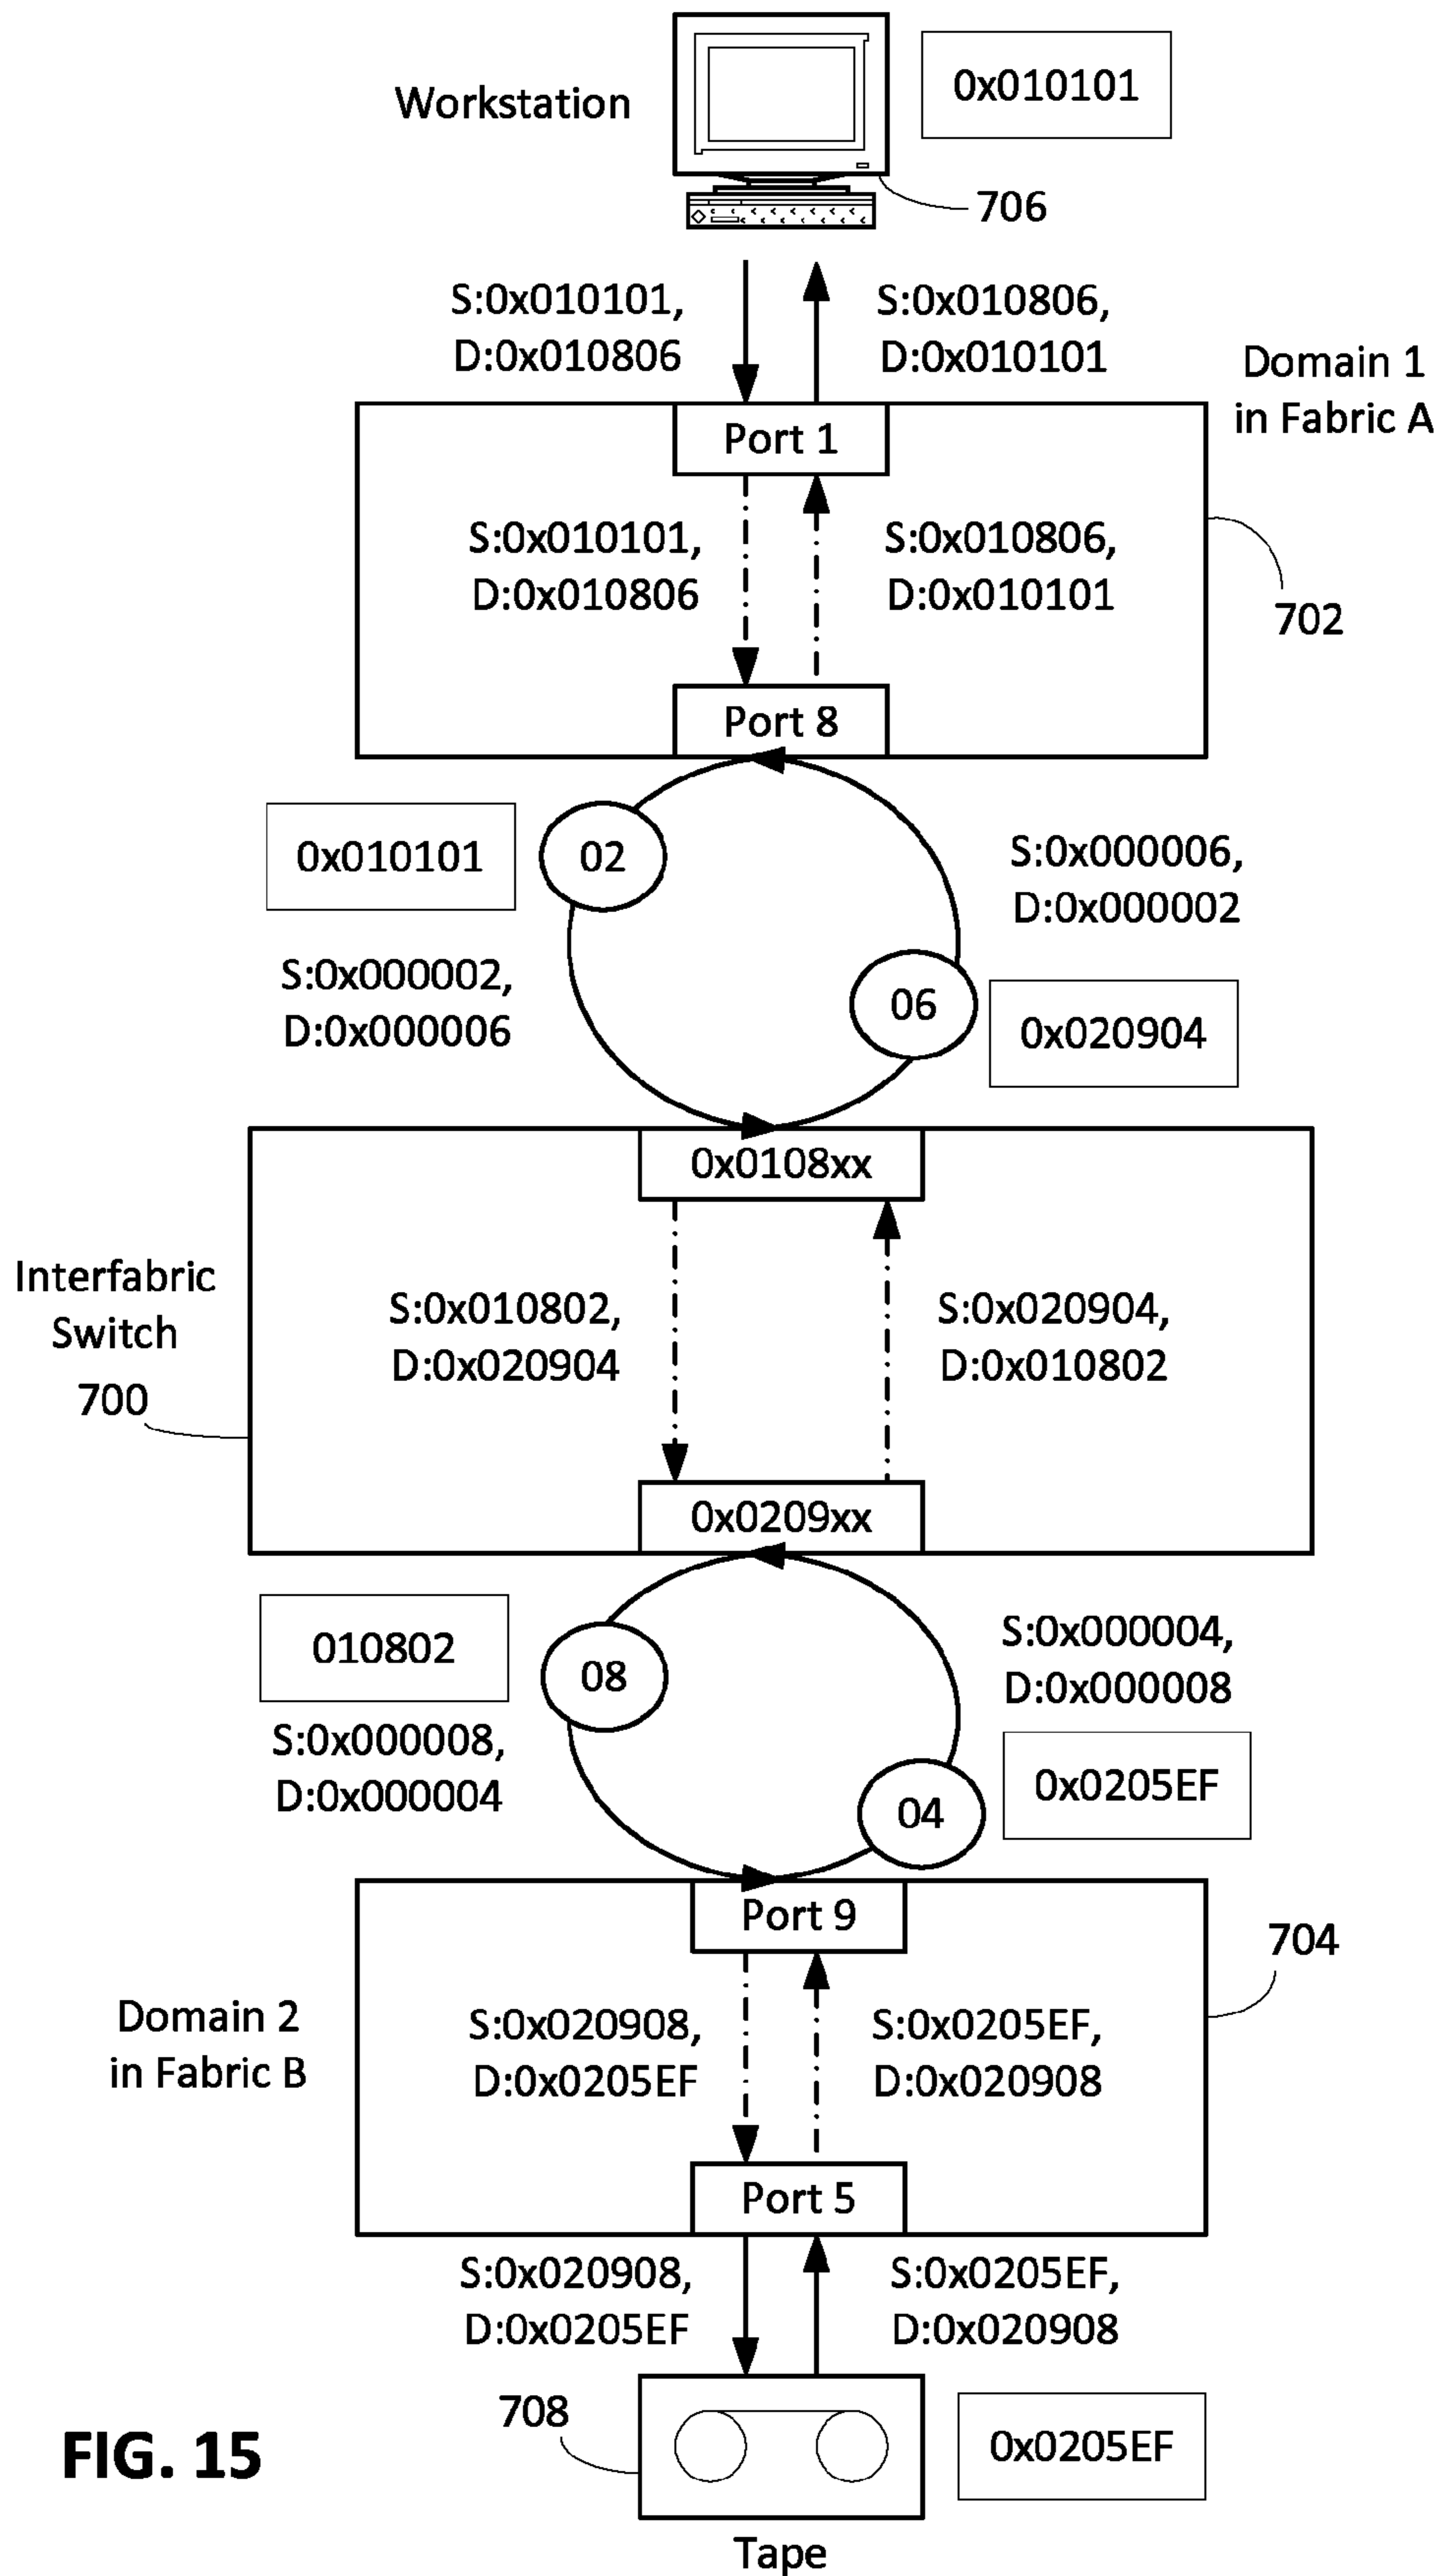 Workstation
0x010101
706
S:0x010101,
D:0x010806
S:0x010806,
D:0x010101
Domain 1
in Fabric A
Port 1
S:0x010101,
D:0x010806
S:0x010806,
D:0x010101
702
Port 8
0x010101
02
S:0x000006,
D:0x000002
S:0x000002,
D:0x000006
06
0x020904
0x0108xx
Interfabric
Switch
700
S:0x010802,
D:0x020904
S:0x020904,
D:0x010802
0x0209xx
010802
08
S:0x000004,
D:0x000008
S:0x000008,
D:0x000004
04
0x0205EF
Port 9
704
Domain 2
in Fabric B
S:0x020908,
D:0x0205EF
S:0x0205EF,
D:0x020908
Port 5
S:0x020908,
D:0x0205EF
S:0x0205EF,
D:0x020908
708
0x0205EF
FIG. 15
Tape